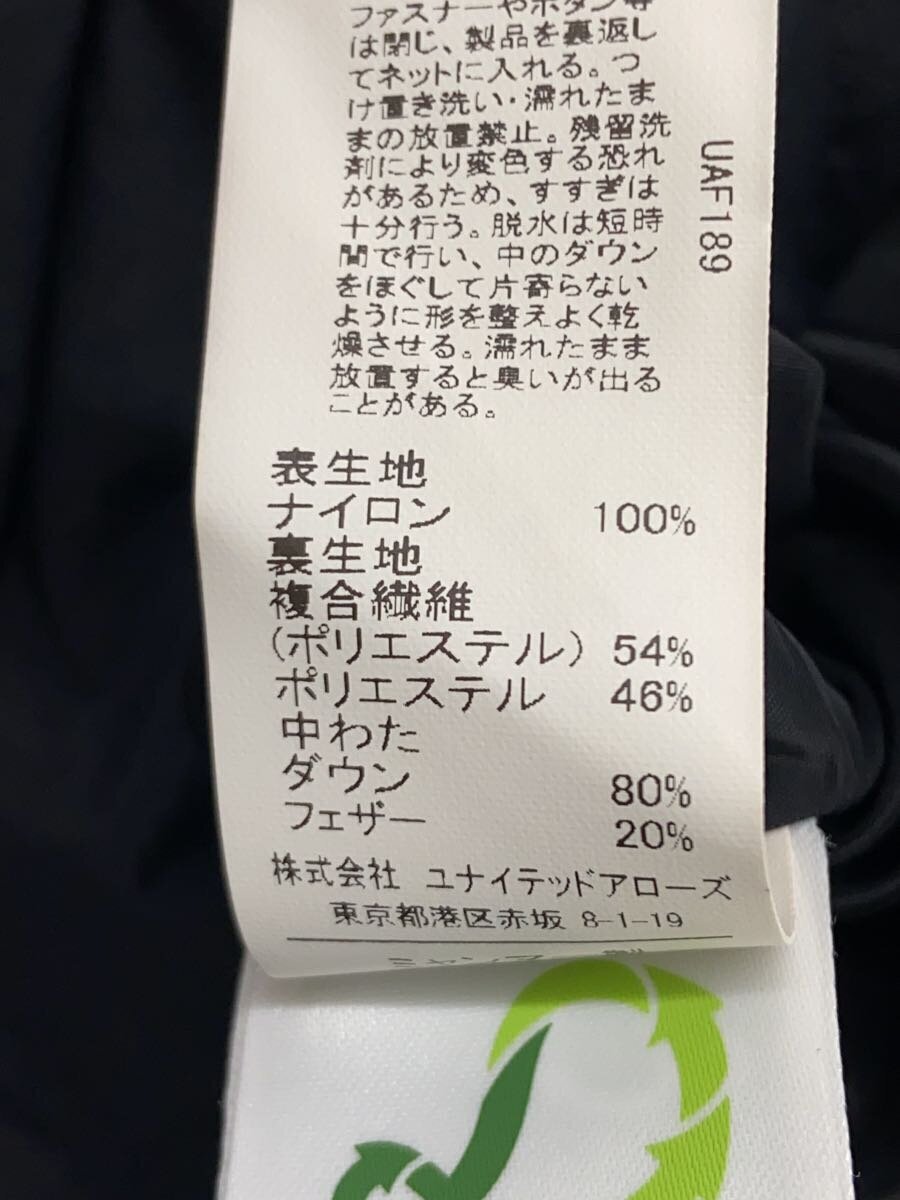 ファスナーやボタン等
は閉じ、製品を裏返し
てネットに入れる。つ
け置き洗い・濡れたま
まの放置禁止。残留洗
剤により変色する恐れ
があるため、すすぎは
十分行う。脱水は短時
間で行い、中のダウン
をほぐして片寄らない
ように形を整えよく乾
燥させる。濡れたまま
放置すると臭いが出る
ことがある。
UAF189
表生地
ナイロン 100%
裏生地
複合繊維
(ポリエステル) 54%
ポリエステル 46%
中わた
ダウン 80%
フェザー 20%
株式会社 ユナイテッドアローズ
東京都港区赤坂 8-1-19